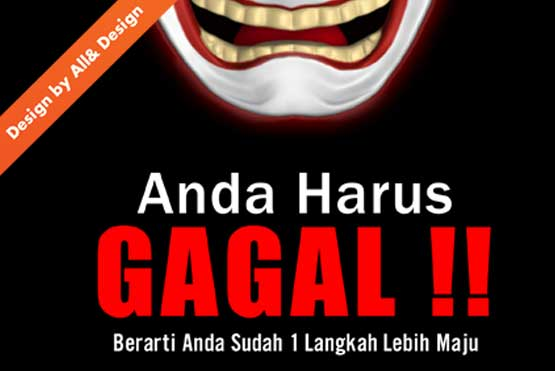 Design by All& Design
Anda Harus
GAGAL !!
Berarti Anda Sudah 1 Langkah Lebih Maju